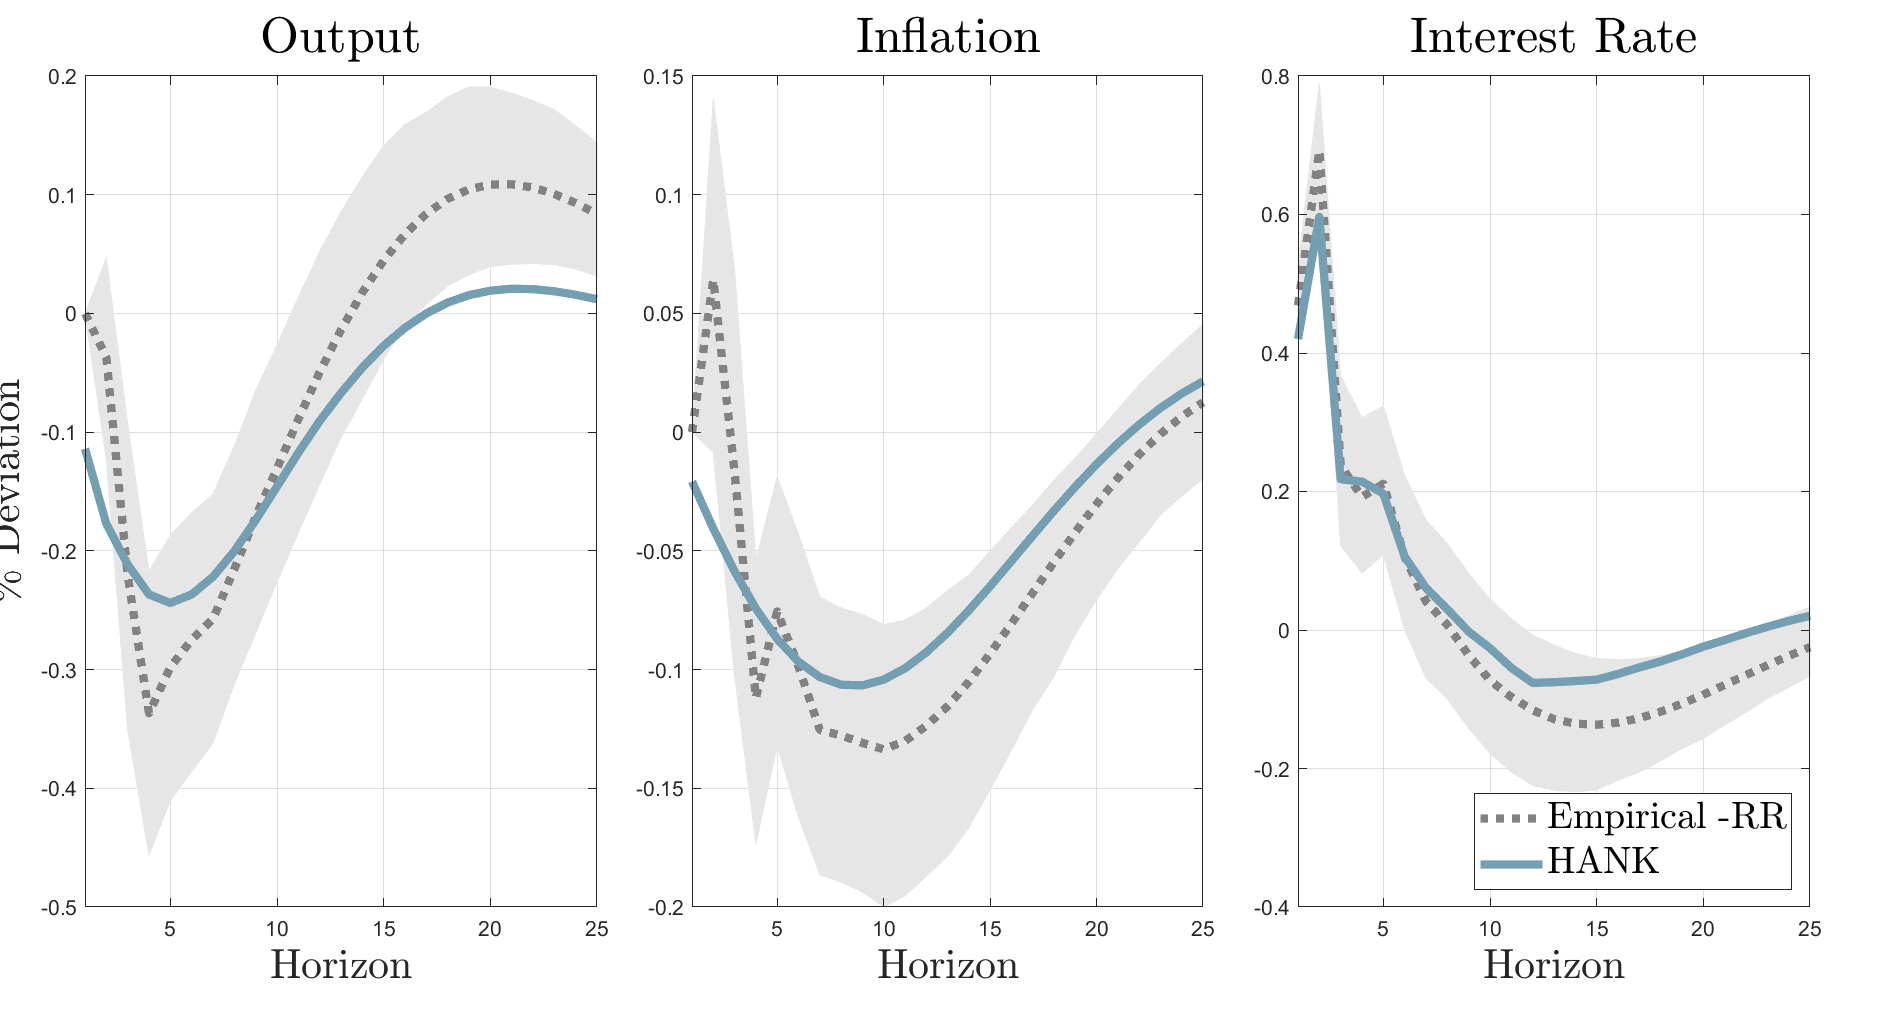 Output
Inflation
Interest Rate
% Deviation
0.2
0.1
0
-0.1
-0.2
-0.3
-0.4
-0.5
5 10 15 20 25
Horizon
0.15
0.1
0.05
0
-0.05
-0.1
-0.15
-0.2
5 10 15 20 25
Horizon
0.8
0.6
0.4
0.2
0
-0.2
-0.4
5 10 15 20 25
Horizon
Empirical -RR
HANK